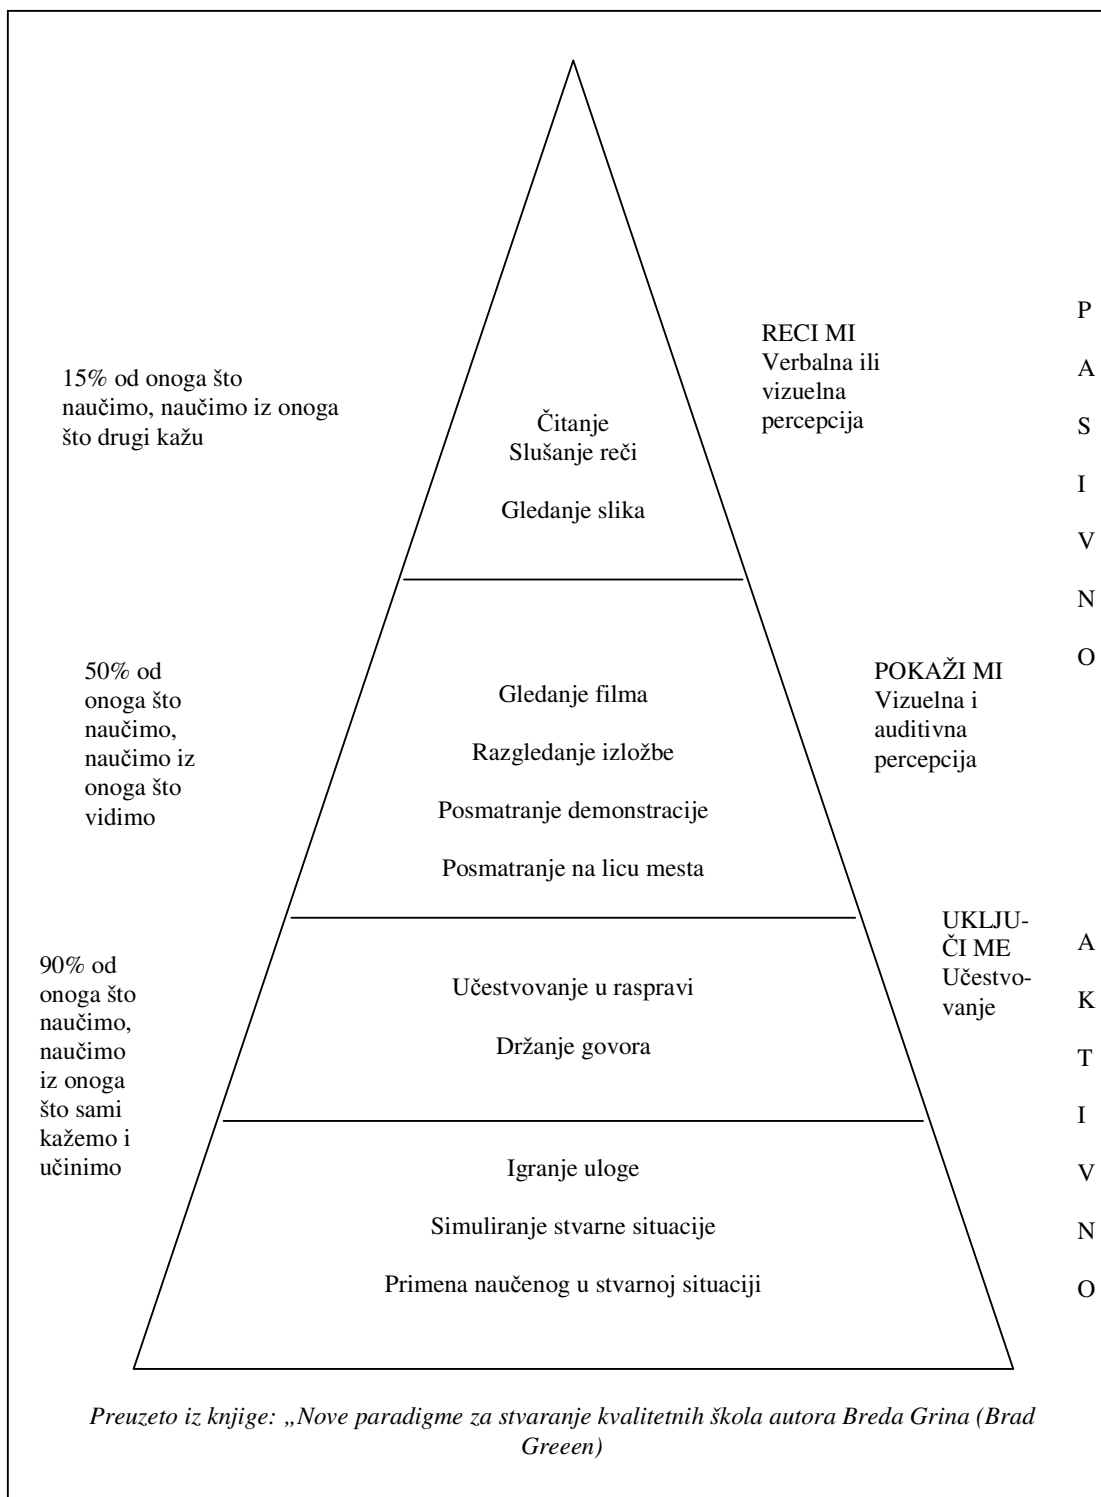 15% od onoga što
naučimo, naučimo iz onoga
što drugi kažu
Čitanje
Slušanje reči
Gledanje slika
RECI MI
Verbalna ili
vizuelna
percepcija
P
A
S
I
V
N
O
50% od
onoga što
naučimo,
naučimo iz
onoga što
vidimo
Gledanje filma
Razgledanje izložbe
Posmatranje demonstracije
Posmatranje na licu mesta
POKAŽI MI
Vizuelna i
auditivna
percepcija
90% od
onoga što
naučimo,
naučimo
iz onoga
što sami
kažemo i
učinimo
Učestvovanje u raspravi
Držanje govora
UKLJU-
ČI ME
Učestvo-
vanje
A
K
T
I
V
N
O
Igranje uloge
Simuliranje stvarne situacije
Primena naučenog u stvarnoj situaciji
Preuzeto iz knjige: „Nove paradigme za stvaranje kvalitetnih škola autora Breda Grina (Brad
Greeen)